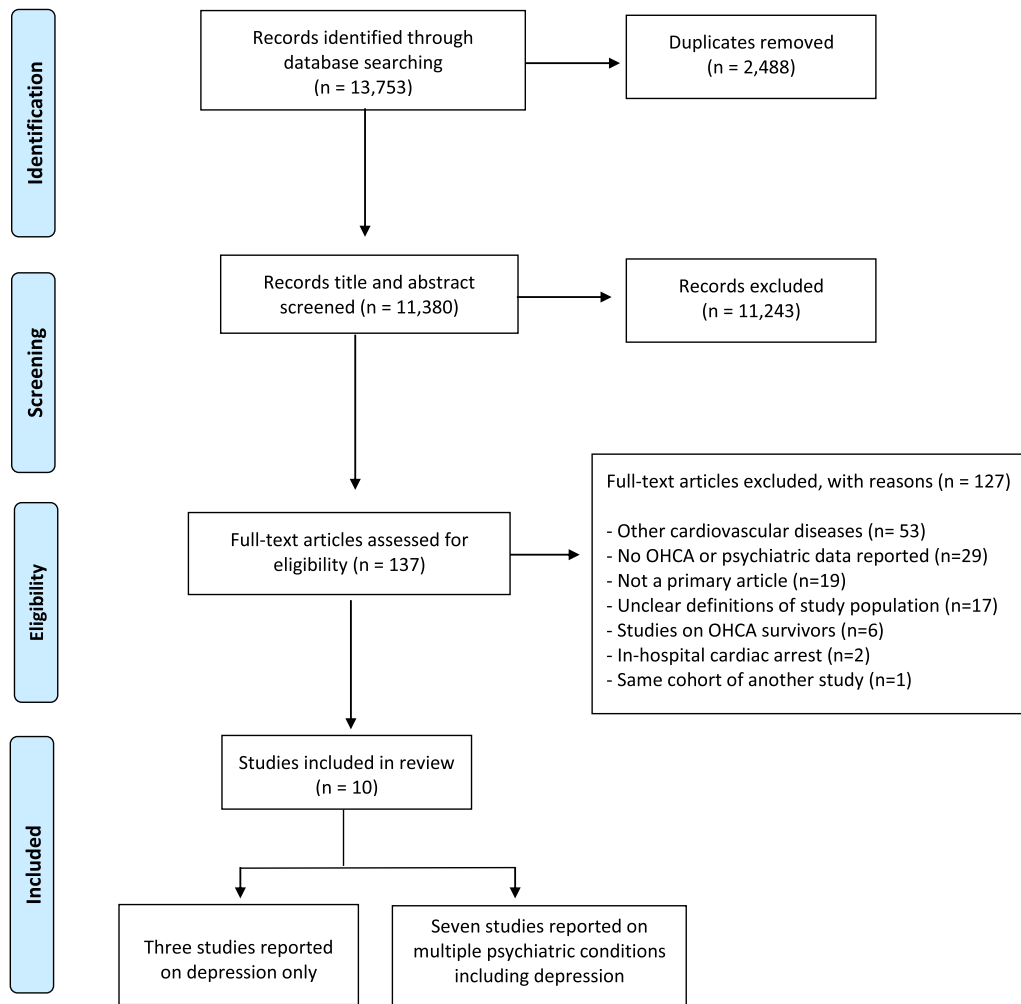 Identification
Records identified through
database searching
(n = 13,753)
Duplicates removed
(n = 2,488)
Screening
Records title and abstract
screened (n = 11,380)
Records excluded
(n = 11,243)
Eligibility
Full-text articles assessed for
eligibility (n = 137)
Full-text articles excluded, with reasons (n = 127)
- Other cardiovascular diseases (n= 53)
- No OHCA or psychiatric data reported (n=29)
- Not a primary article (n=19)
- Unclear definitions of study population (n=17)
- Studies on OHCA survivors (n=6)
- In-hospital cardiac arrest (n=2)
- Same cohort of another study (n=1)
Included
Studies included in review
(n = 10)
Three studies reported
on depression only
Seven studies reported on
multiple psychiatric conditions
including depression